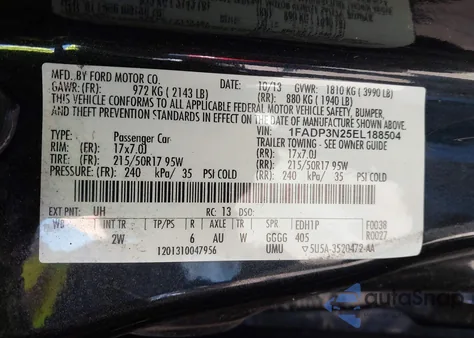 MFD. BY FORD MOTOR CO.
DATE: 10/13 GVWR: 1810 KG (3990 LB)
GAWR: (FR): 972 KG (2143 LB) (RR): 880 KG (1940 LB)
THIS VEHICLE CONFORMS TO ALL APPLICABLE FEDERAL MOTOR VEHICLE SAFETY, BUMPER,
AND THEFT PREVENTION STANDARDS IN EFFECT ON THE DATE OF MANUFACTURE SHOWN ABOVE.
VIN: 1FADP3N25EL188504
TYPE: Passenger Car TRAILER TOWING - SEE OWNER GUIDE
RIM: (FR) 17x7.0J (RR): 17x7.0J
TIRE: (FR): 215/50R17 95W (RR): 215/50R17 95W
PRESSURE: (FR): 240 kPa/ 35 PSI COLD (RR): 240 kPa/ 35 PSI COLD
EXT PNT: UH RC: 13 DSO:
WB INT TR TP/PS R AXLE TR SPR EDH1P F0038
2W 6 AU W GGGG 405 R0027
1201310047956 UMU 5U5A-3520472-AA
autoSnap